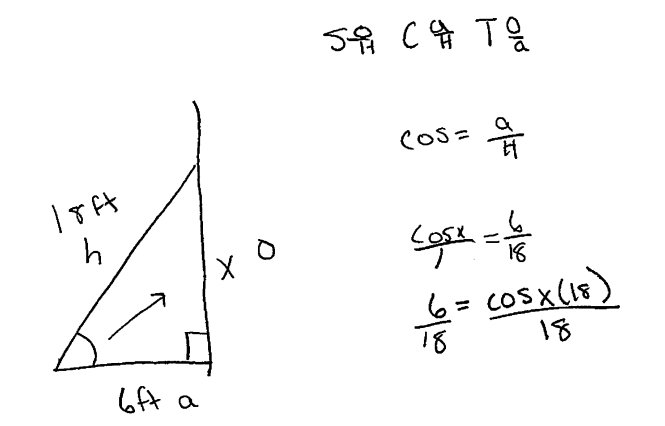 S O/H C a/H T O/a
cos = a/H
18ft
h
x O
cosx/1 = 6/18
6/18 = cosx(18)/18
6ft a